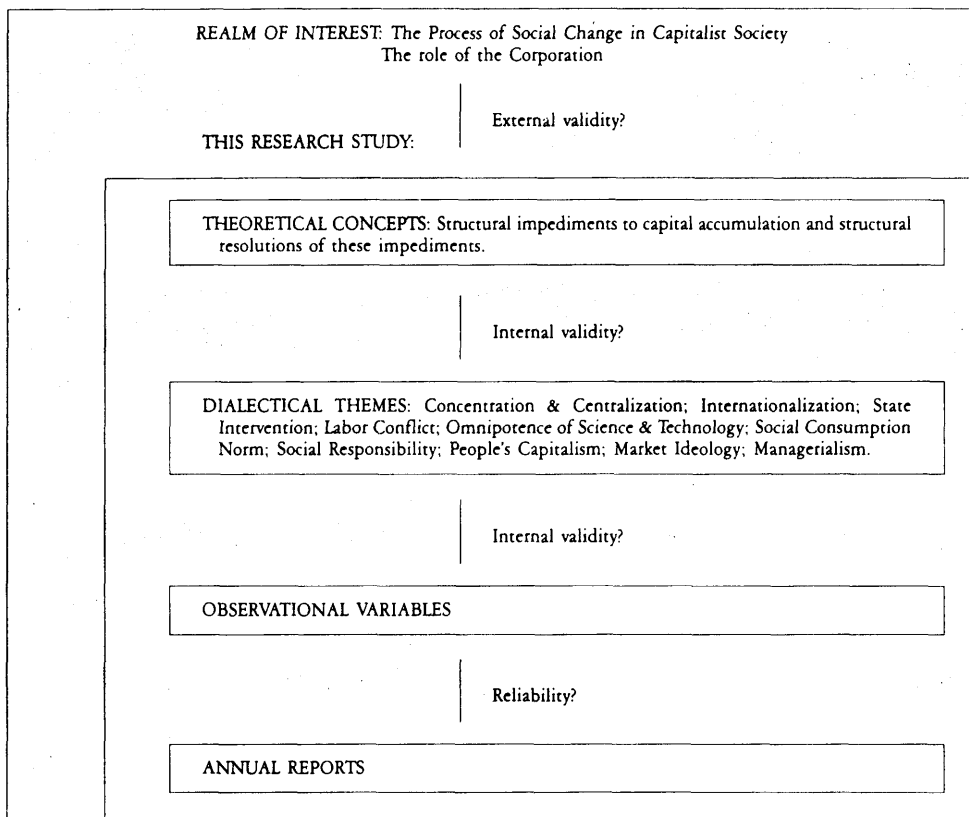 REALM OF INTEREST: The Process of Social Change in Capitalist Society
The role of the Corporation
External validity?
THIS RESEARCH STUDY:
THEORETICAL CONCEPTS: Structural impediments to capital accumulation and structural
resolutions of these impediments.
Internal validity?
DIALECTICAL THEMES: Concentration & Centralization; Internationalization; State
Intervention; Labor Conflict; Omnipotence of Science & Technology; Social Consumption
Norm; Social Responsibility; People's Capitalism; Market Ideology; Managerialism.
Internal validity?
OBSERVATIONAL VARIABLES
Reliability?
ANNUAL REPORTS